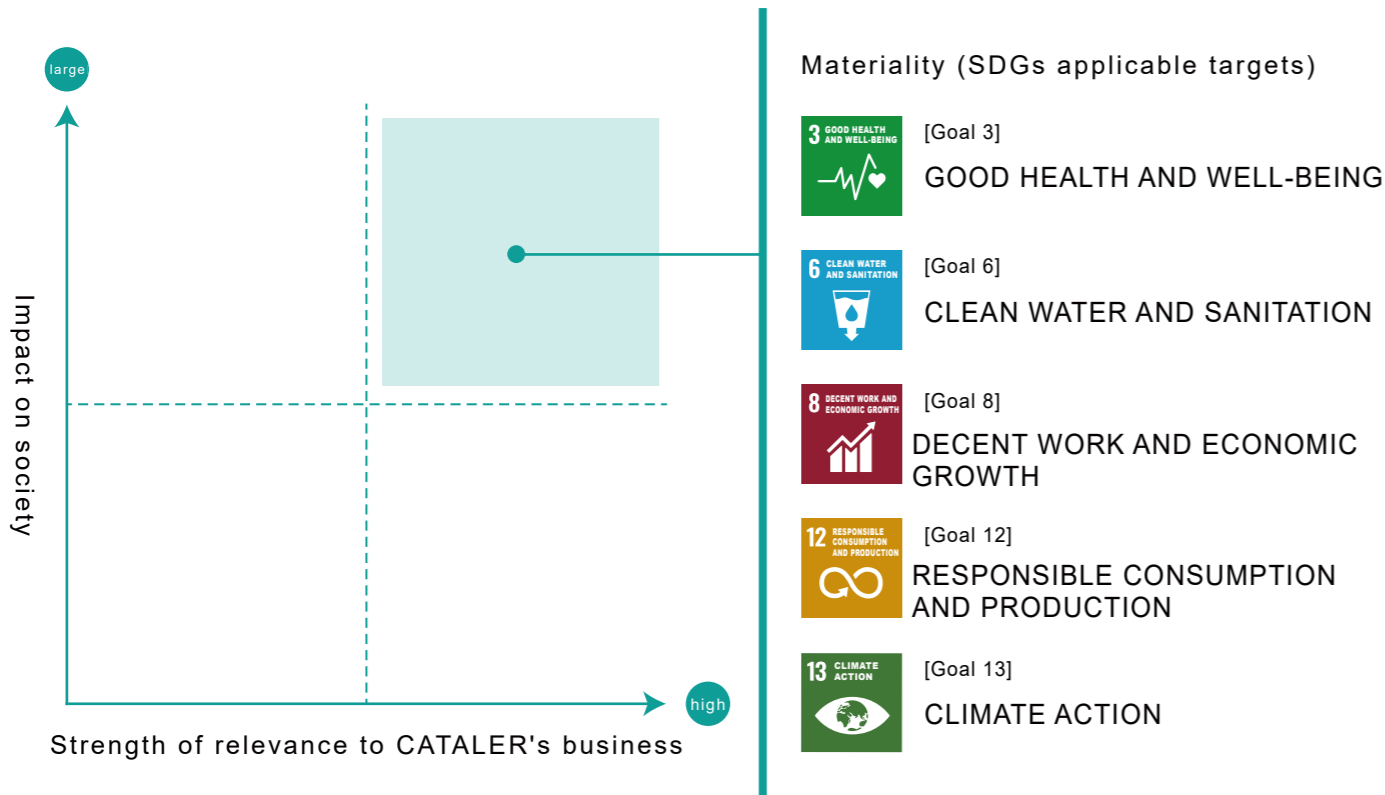 large
Impact on society
high
Strength of relevance to CATALER's business
Materiality (SDGs applicable targets)
3 GOOD HEALTH
AND WELL-BEING
[Goal 3]
GOOD HEALTH AND WELL-BEING
6 CLEAN WATER
AND SANITATION
[Goal 6]
CLEAN WATER AND SANITATION
8 DECENT WORK AND
ECONOMIC GROWTH
[Goal 8]
DECENT WORK AND ECONOMIC
GROWTH
12 RESPONSIBLE
CONSUMPTION
AND PRODUCTION
[Goal 12]
RESPONSIBLE CONSUMPTION
AND PRODUCTION
13 CLIMATE
ACTION
[Goal 13]
CLIMATE ACTION